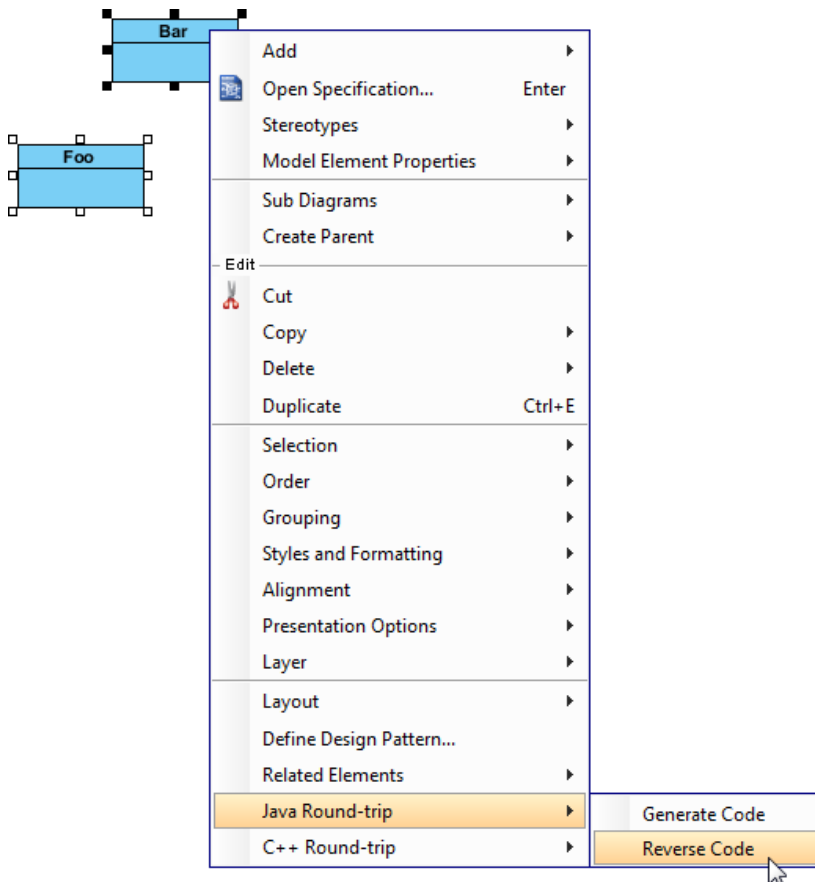 Bar
Foo
Add
Open Specification... Enter
Stereotypes
Model Element Properties
Sub Diagrams
Create Parent
Edit
Cut
Copy
Delete
Duplicate Ctrl+E
Selection
Order
Grouping
Styles and Formatting
Alignment
Presentation Options
Layer
Layout
Define Design Pattern...
Related Elements
Java Round-trip
C++ Round-trip
Generate Code
Reverse Code